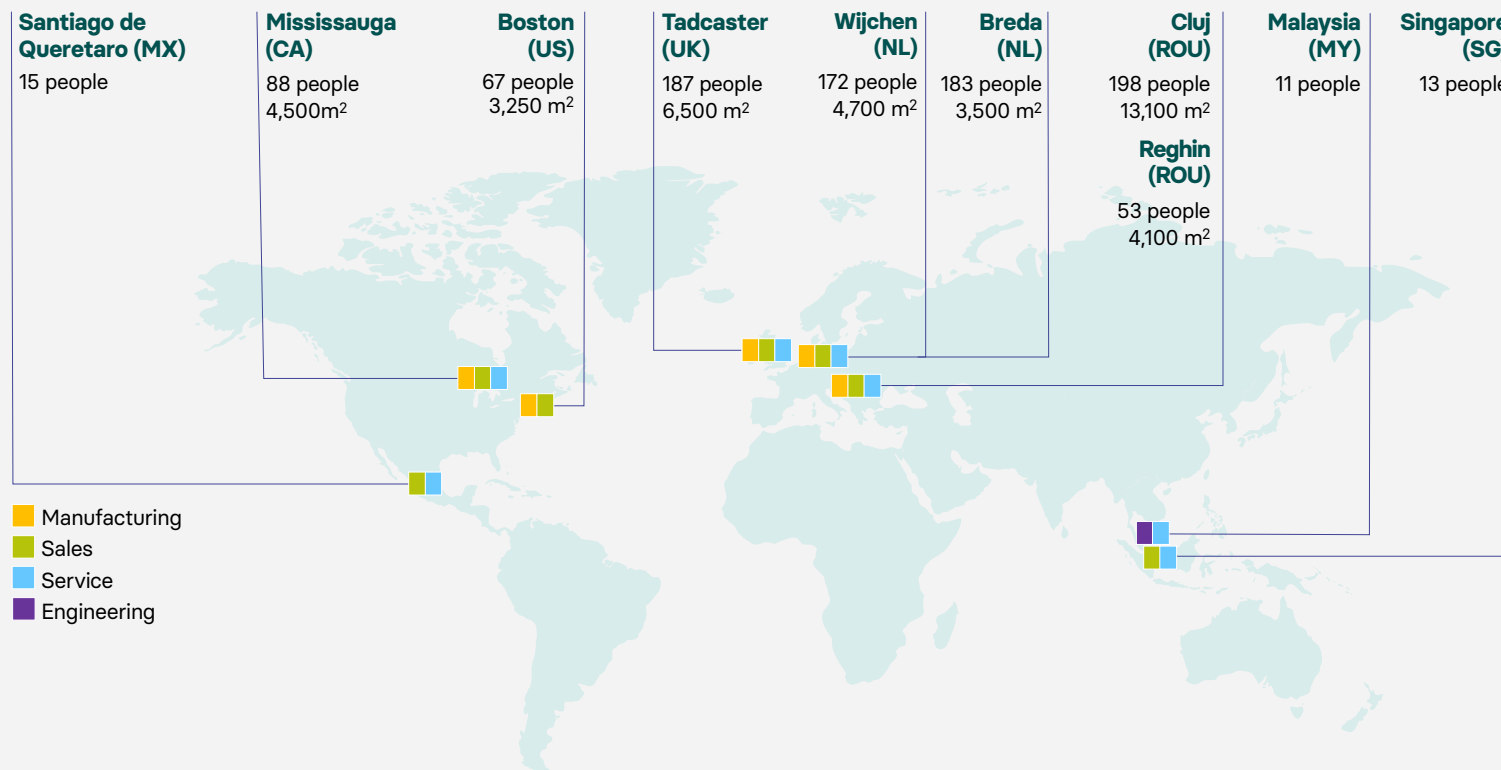 Santiago de
Queretaro (MX)
15 people
Mississauga
(CA)
88 people
4,500m²
Boston
(US)
67 people
3,250 m²
Tadcaster
(UK)
187 people
6,500 m²
Wijchen
(NL)
172 people
4,700 m²
Breda
(NL)
183 people
3,500 m²
Cluj
(ROU)
198 people
13,100 m²
Reghin
(ROU)
53 people
4,100 m²
Malaysia
(MY)
11 people
Singapore
(SG
13 people
Manufacturing
Sales
Service
Engineering